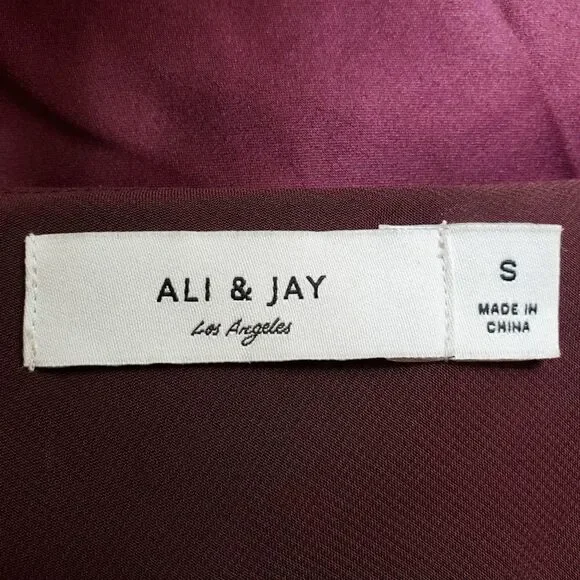 ALI & JAY
Los Angeles
S
MADE IN
CHINA